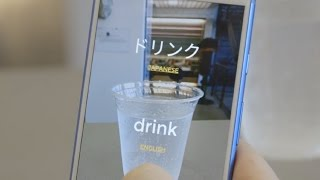 ドリンク
JAPANESE
drink
ENGLISH